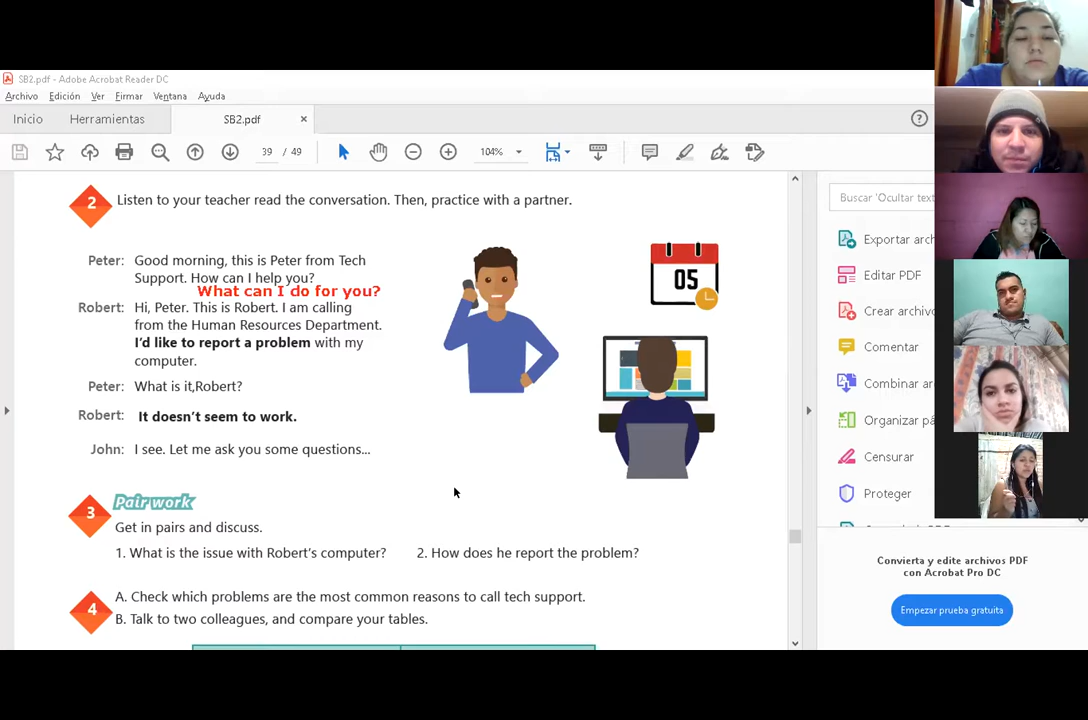 SB2.pdf - Adobe Acrobat Reader DC
Archivo Edición Ver Firmar Ventana Ayuda
Inicio Herramientas SB2.pdf ×
39 / 49 104%
2 Listen to your teacher read the conversation. Then, practice with a partner.
Peter: Good morning, this is Peter from Tech
Support. How can I help you?
What can I do for you?
Robert: Hi, Peter. This is Robert. I am calling
from the Human Resources Department.
I'd like to report a problem with my
computer.
Peter: What is it,Robert?
Robert: It doesn't seem to work.
John: I see. Let me ask you some questions...
05
3 Pair work
Get in pairs and discuss.
1. What is the issue with Robert's computer? 2. How does he report the problem?
4 A. Check which problems are the most common reasons to call tech support.
B. Talk to two colleagues, and compare your tables.
Buscar 'Ocultar text
Exportar arch
Editar PDF
Crear archivo
Comentar
Combinar ar
Organizar pá
Censurar
Proteger
Convierta y edite archivos PDF
con Acrobat Pro DC
Empezar prueba gratuita